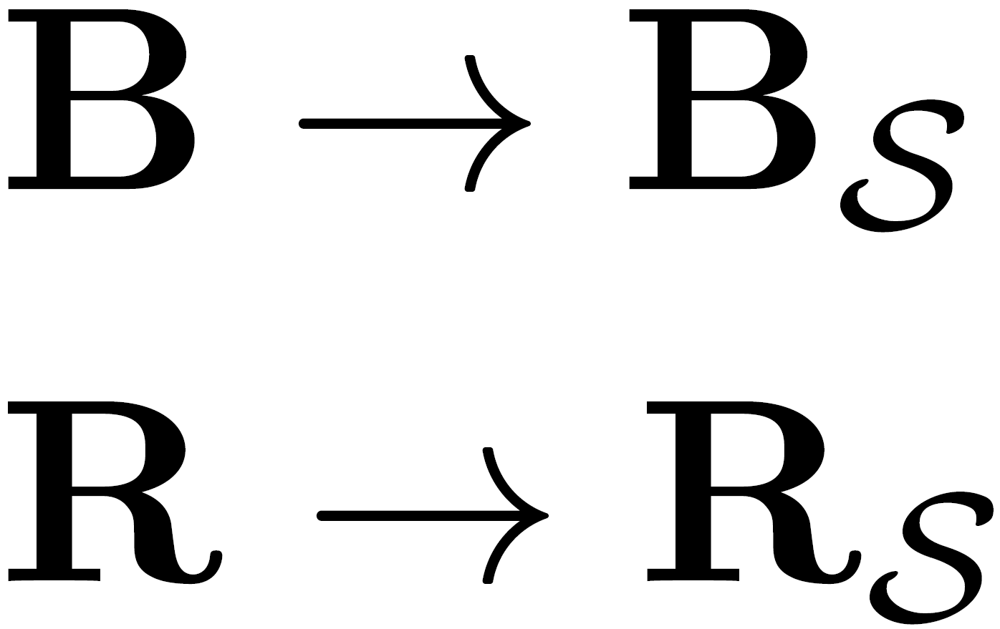 𝐁 → 𝐁_𝒮
𝐑 → 𝐑_𝒮